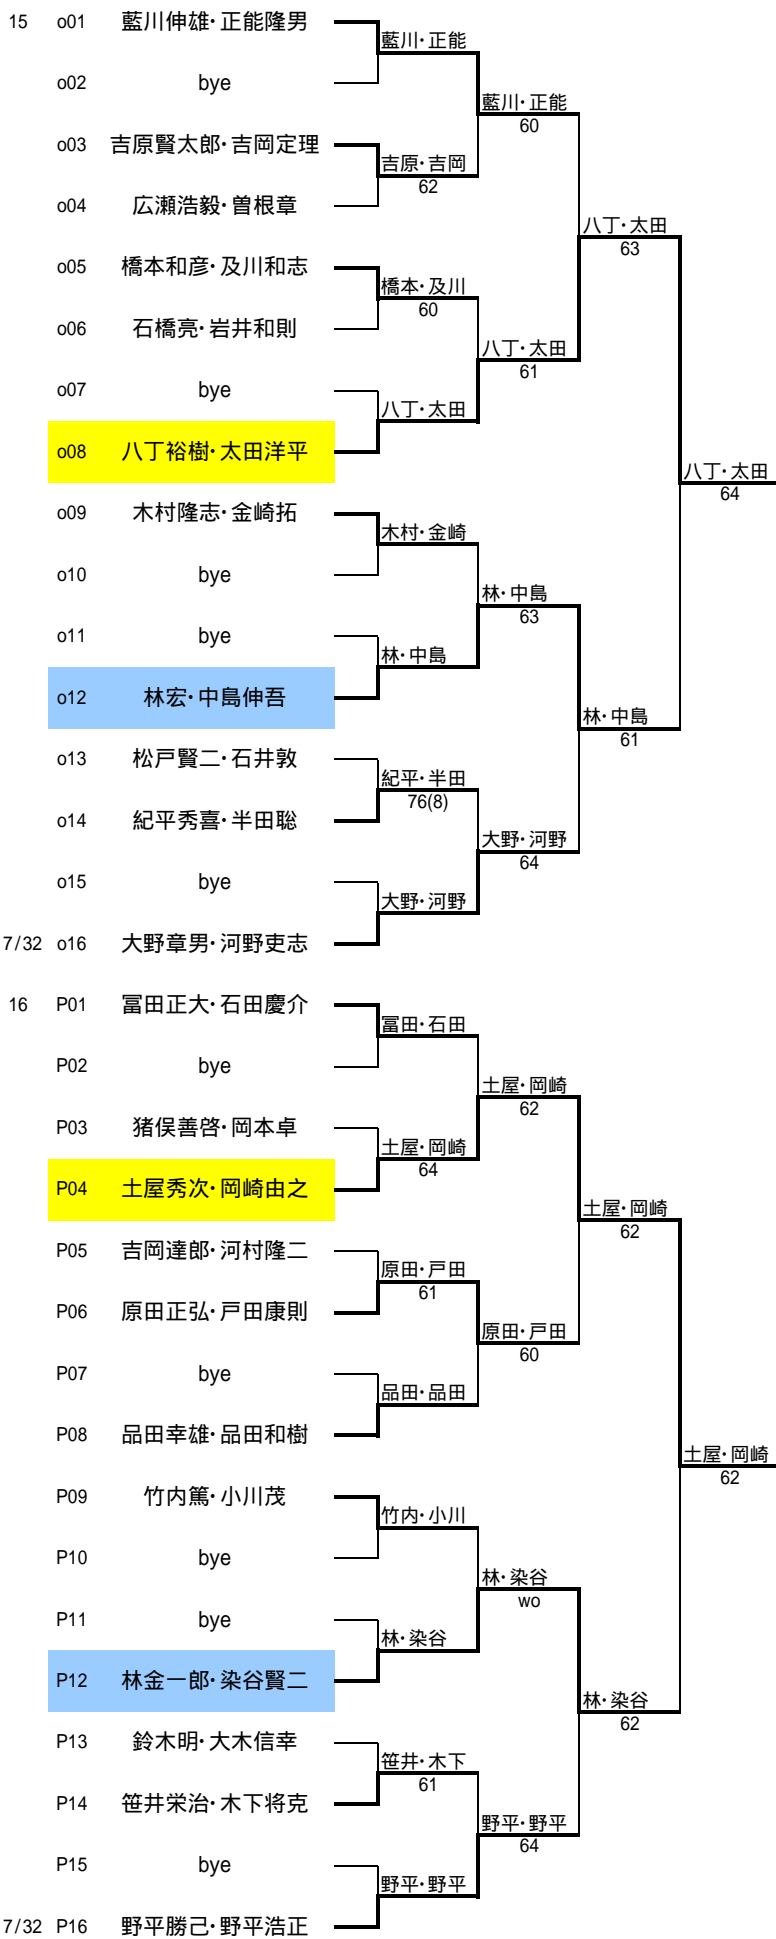 15 o01 藍川伸雄・正能隆男
藍川・正能
o02 bye
藍川・正能
60
o03 吉原賢太郎・吉岡定理
吉原・吉岡
62
o04 広瀬浩毅・曽根章
八丁・太田
63
o05 橋本和彦・及川和志
橋本・及川
60
o06 石橋亮・岩井和則
八丁・太田
61
o07 bye
八丁・太田
o08 八丁裕樹・太田洋平
八丁・太田
64
o09 木村隆志・金崎拓
木村・金崎
o10 bye
林・中島
63
o11 bye
林・中島
o12 林宏・中島伸吾
林・中島
61
o13 松戸賢二・石井敦
紀平・半田
76(8)
o14 紀平秀喜・半田聡
大野・河野
64
o15 bye
大野・河野
7/32 o16 大野章男・河野吏志
16 P01 冨田正大・石田慶介
冨田・石田
P02 bye
土屋・岡崎
62
P03 猪俣善啓・岡本卓
土屋・岡崎
64
P04 土屋秀次・岡崎由之
土屋・岡崎
62
P05 吉岡達郎・河村隆二
原田・戸田
61
P06 原田正弘・戸田康則
原田・戸田
60
P07 bye
品田・品田
P08 品田幸雄・品田和樹
土屋・岡崎
62
P09 竹内篤・小川茂
竹内・小川
P10 bye
林・染谷
wo
P11 bye
林・染谷
P12 林金一郎・染谷賢二
林・染谷
62
P13 鈴木明・大木信幸
笹井・木下
61
P14 笹井栄治・木下将克
野平・野平
64
P15 bye
野平・野平
7/32 P16 野平勝己・野平浩正